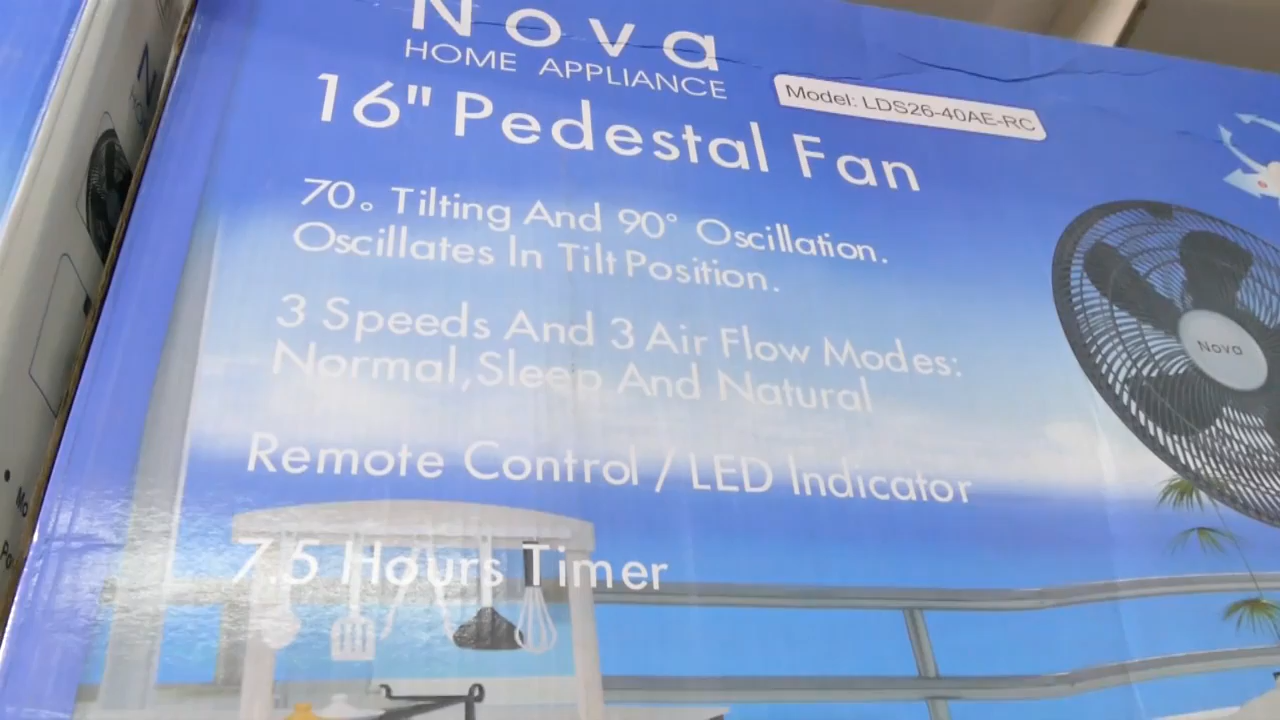 Nova
HOME APPLIANCE
Model: LDS26-40AE-RC
16" Pedestal Fan
70° Tilting And 90° Oscillation.
Oscillates In Tilt Position.
3 Speeds And 3 Air Flow Modes:
Normal,Sleep And Natural
Remote Control / LED Indicator
7.5 Hours Timer
Nova